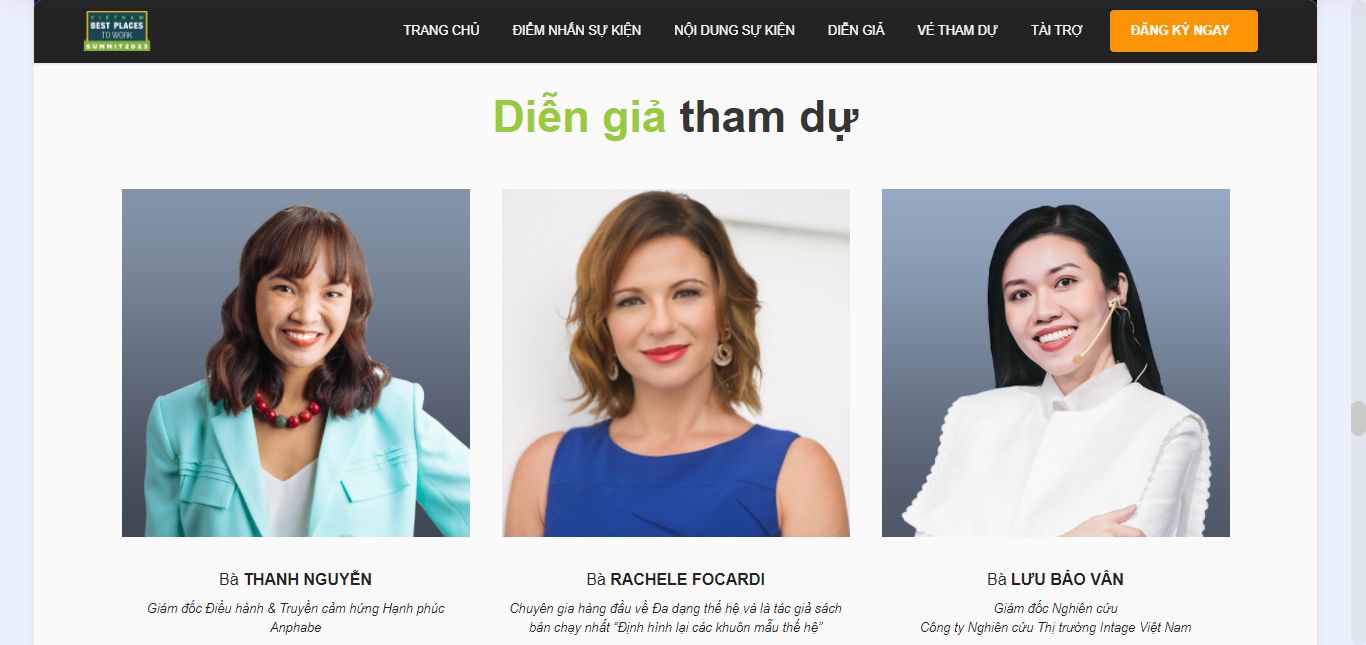 VIETNAM
BEST PLACES
TO WORK
SUMMIT2023
TRANG CHỦ
ĐIỂM NHẤN SỰ KIỆN
NỘI DUNG SỰ KIỆN
DIỄN GIẢ
VÉ THAM DỰ
TÀI TRỢ
ĐĂNG KÝ NGAY
Diễn giả tham dự
Bà THANH NGUYỄN
Giám đốc Điều hành & Truyền cảm hứng Hạnh phúc
Anphabe
Bà RACHELE FOCARDI
Chuyên gia hàng đầu về Đa dạng thế hệ và là tác giả sách
bán chạy nhất “Định hình lại các khuôn mẫu thế hệ”
Bà LƯU BẢO VÂN
Giám đốc Nghiên cứu
Công ty Nghiên cứu Thị trường Intage Việt Nam